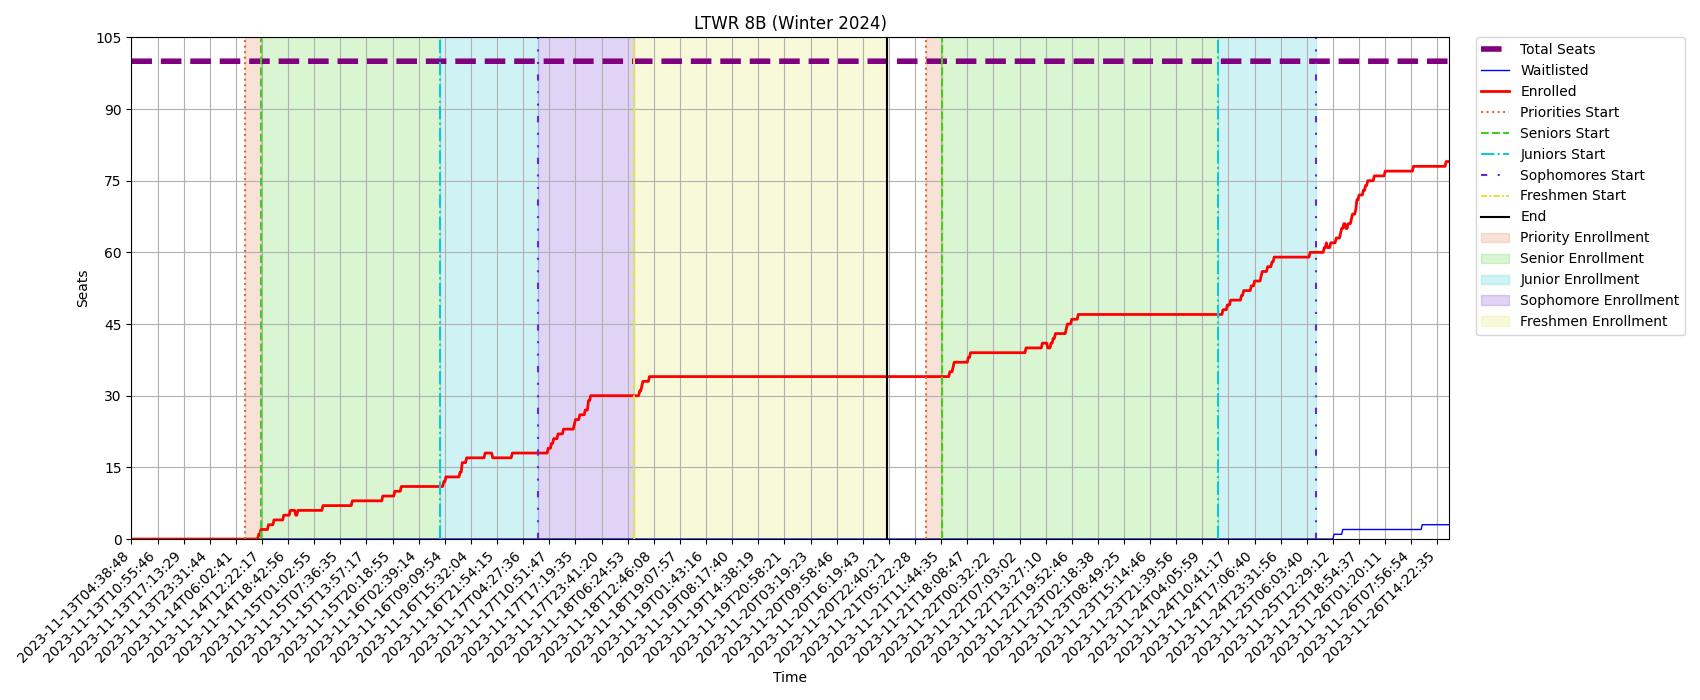 LTWR 8B (Winter 2024)
105
90
75
60
45
30
15
0
Seats
2023-11-13T04:38:48
2023-11-13T10:55:46
2023-11-13T17:13:29
2023-11-13T23:31:44
2023-11-14T06:02:41
2023-11-14T12:22:17
2023-11-14T18:42:56
2023-11-15T01:02:55
2023-11-15T07:36:35
2023-11-15T13:57:17
2023-11-15T20:18:55
2023-11-16T02:39:14
2023-11-16T09:09:54
2023-11-16T15:32:04
2023-11-16T21:54:15
2023-11-17T04:27:36
2023-11-17T10:51:47
2023-11-17T17:19:35
2023-11-17T23:41:20
2023-11-18T06:24:53
2023-11-18T12:46:08
2023-11-18T19:07:57
2023-11-19T01:43:16
2023-11-19T08:17:40
2023-11-19T14:38:19
2023-11-19T20:58:21
2023-11-20T03:19:23
2023-11-20T09:58:46
2023-11-20T16:19:43
2023-11-20T22:40:21
2023-11-21T05:22:28
2023-11-21T11:44:35
2023-11-21T18:08:47
2023-11-22T00:32:22
2023-11-22T07:03:02
2023-11-22T13:27:10
2023-11-22T19:52:46
2023-11-23T02:18:38
2023-11-23T08:49:25
2023-11-23T15:14:46
2023-11-23T21:39:56
2023-11-24T04:05:59
2023-11-24T10:41:17
2023-11-24T17:06:40
2023-11-24T23:31:56
2023-11-25T06:03:40
2023-11-25T12:29:12
2023-11-25T18:54:37
2023-11-26T01:20:11
2023-11-26T07:56:54
2023-11-26T14:22:35
Time
Total Seats
Waitlisted
Enrolled
Priorities Start
Seniors Start
Juniors Start
Sophomores Start
Freshmen Start
End
Priority Enrollment
Senior Enrollment
Junior Enrollment
Sophomore Enrollment
Freshmen Enrollment